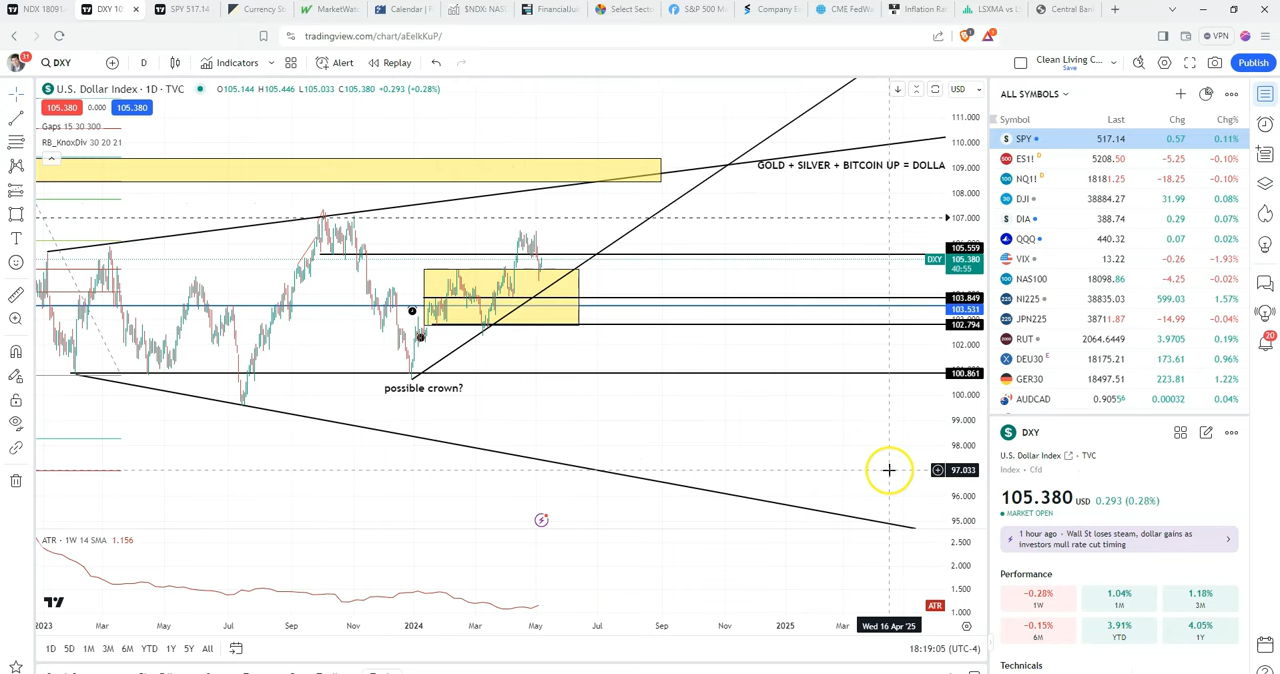 NDX 18091.
DXY 10
SPY 517.14
Currency St
MarketWat
Calendar | F
$NDX: NAS
FinancialJui
Select Secto
S&P 500 M
Company Ea
CME FedWa
Inflation Rat
LSXMA vs L
Central Bank
tradingview.com/chart/aEelkKuP/
VPN
31
DXY
D
Indicators
Alert
Replay
Clean Living C...
Save
Publish
U.S. Dollar Index · 1D · TVC
O105.144 H105.446 L105.033 C105.380 +0.293 (+0.28%)
USD
105.380
0.000
105.380
Gaps 15 30 300
RB_KnoxDiv 30 20 21
GOLD + SILVER + BITCOIN UP = DOLLA
possible crown?
111.000
110.000
109.000
108.000
107.000
105.559
DXY
105.380
40:55
103.849
103.531
102.794
102.000
100.861
100.000
99.000
98.000
97.033
96.000
95.000
ATR · 1W 14 SMA 1.156
2.500
2.000
1.500
1.000
ATR
2023
Mar
May
Jul
Sep
Nov
2024
Mar
May
Jul
Sep
Nov
2025
Mar
Wed 16 Apr '25
1D
5D
1M
3M
6M
YTD
1Y
5Y
All
18:19:05 (UTC-4)
ALL SYMBOLS
Symbol Last Chg Chg%
SPY 517.14 0.57 0.11%
ES1! D 5208.50 −5.25 −0.10%
NQ1! D 18181.25 −18.25 −0.10%
DJI 38884.27 31.99 0.08%
DIA 388.74 0.29 0.07%
QQQ 440.32 0.07 0.02%
VIX 13.22 −0.26 −1.93%
NAS100 18098.86 −4.25 −0.02%
NI225 38835.03 599.03 1.57%
JPN225 38711.87 −14.99 −0.04%
RUT 2064.6449 3.9705 0.19%
DEU30 E 18175.21 173.61 0.96%
GER30 18497.51 223.81 1.22%
AUDCAD 0.90556 0.00032 0.04%
20
DXY
U.S. Dollar Index TVC
Index · Cfd
105.380 USD 0.293 (0.28%)
MARKET OPEN
1 hour ago · Wall St loses steam, dollar gains as
investors mull rate cut timing
Performance
−0.28%
1W
1.04%
1M
1.18%
3M
−0.15%
6M
3.91%
YTD
4.05%
1Y
Technicals